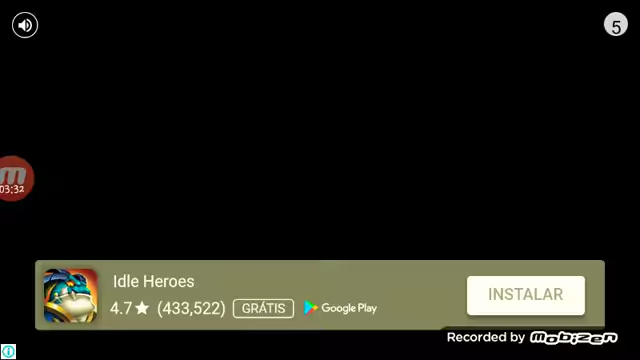 5
03:32
Idle Heroes
4.7★ (433,522) GRÁTIS Google Play
INSTALAR
Recorded by mobizen